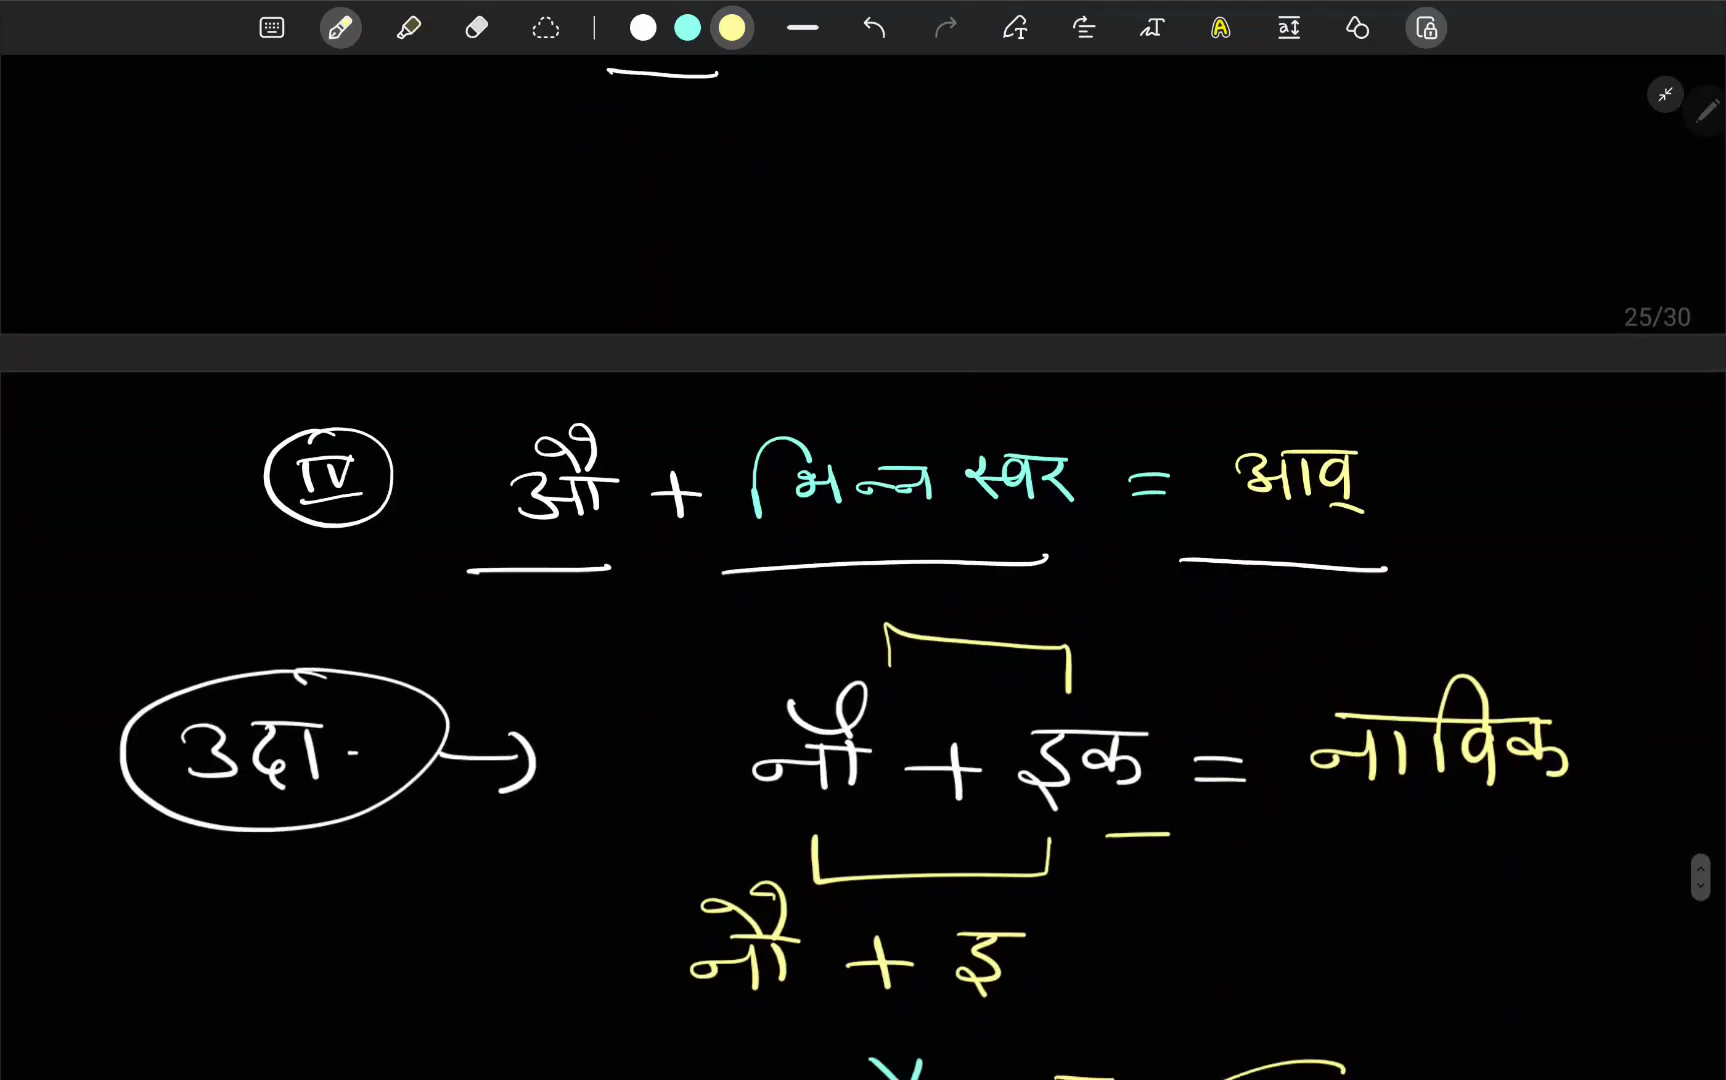 25/30
IV औ + भिन्न स्वर = आव्
उदा. → नौ + इक = नाविक
नौ + इ